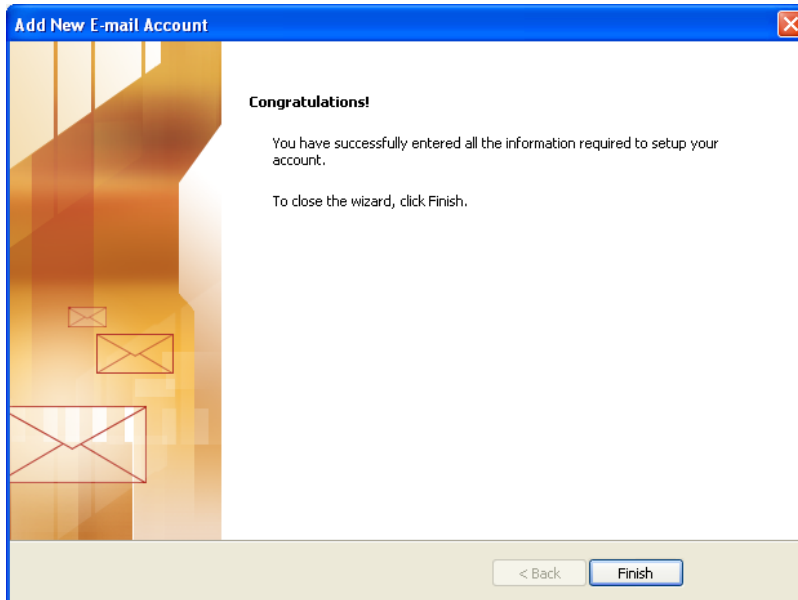 Add New E-mail Account
Congratulations!
You have successfully entered all the information required to setup your
account.
To close the wizard, click Finish.
< Back
Finish